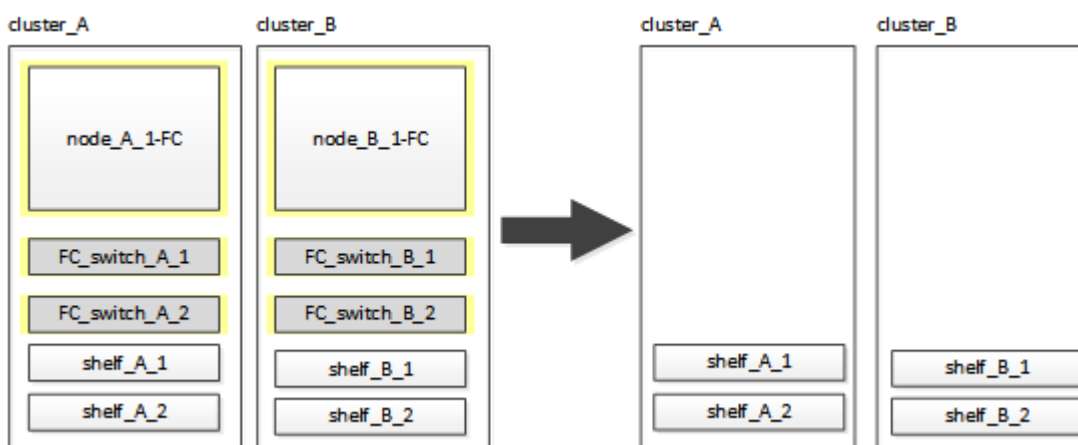 cluster_A
cluster_B
cluster_A
cluster_B
node_A_1-FC
node_B_1-FC
FC_switch_A_1
FC_switch_B_1
FC_switch_A_2
FC_switch_B_2
shelf_A_1
shelf_B_1
shelf_A_1
shelf_B_1
shelf_A_2
shelf_B_2
shelf_A_2
shelf_B_2